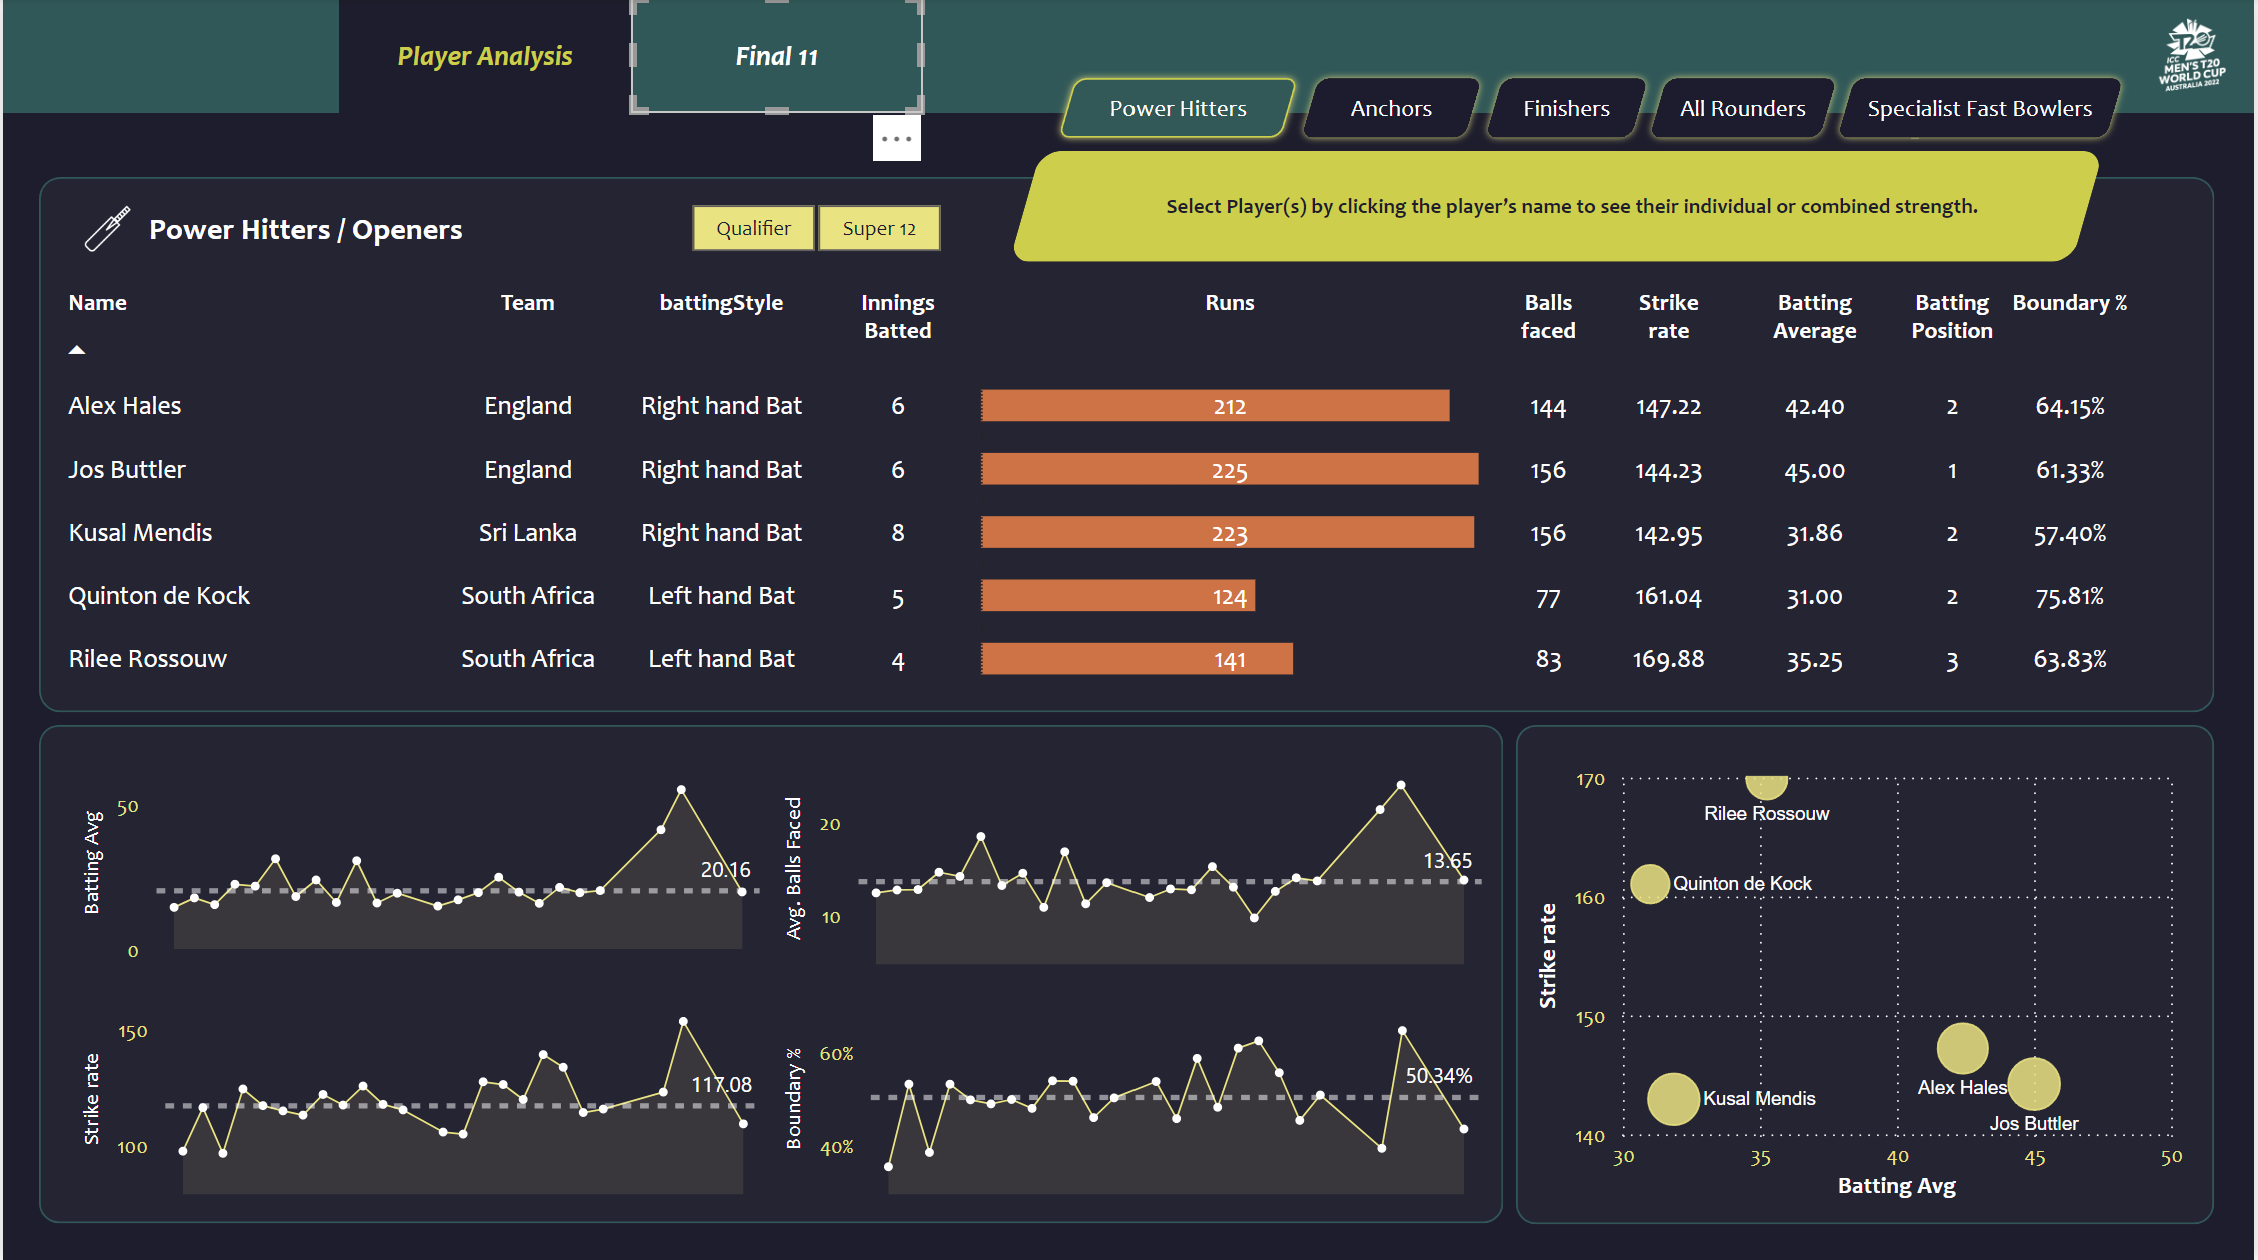 Player Analysis
Final 11
ICC
MEN'S T20
WORLD CUP
AUSTRALIA 2022
Power Hitters
Anchors
Finishers
All Rounders
Specialist Fast Bowlers
...
Select Player(s) by clicking the player's name to see their individual or combined strength.
Power Hitters / Openers
Qualifier
Super 12
Name Team battingStyle Innings Batted Runs Balls faced Strike rate Batting Average Batting Position Boundary %
Alex Hales England Right hand Bat 6 212 144 147.22 42.40 2 64.15%
Jos Buttler England Right hand Bat 6 225 156 144.23 45.00 1 61.33%
Kusal Mendis Sri Lanka Right hand Bat 8 223 156 142.95 31.86 2 57.40%
Quinton de Kock South Africa Left hand Bat 5 124 77 161.04 31.00 2 75.81%
Rilee Rossouw South Africa Left hand Bat 4 141 83 169.88 35.25 3 63.83%
Batting Avg
50
0
20.16
Avg. Balls Faced
20
10
13.65
Strike rate
150
100
117.08
Boundary %
60%
40%
50.34%
Strike rate
170
160
150
140
Rilee Rossouw
Quinton de Kock
Alex Hales
Kusal Mendis
Jos Buttler
30 35 40 45 50
Batting Avg